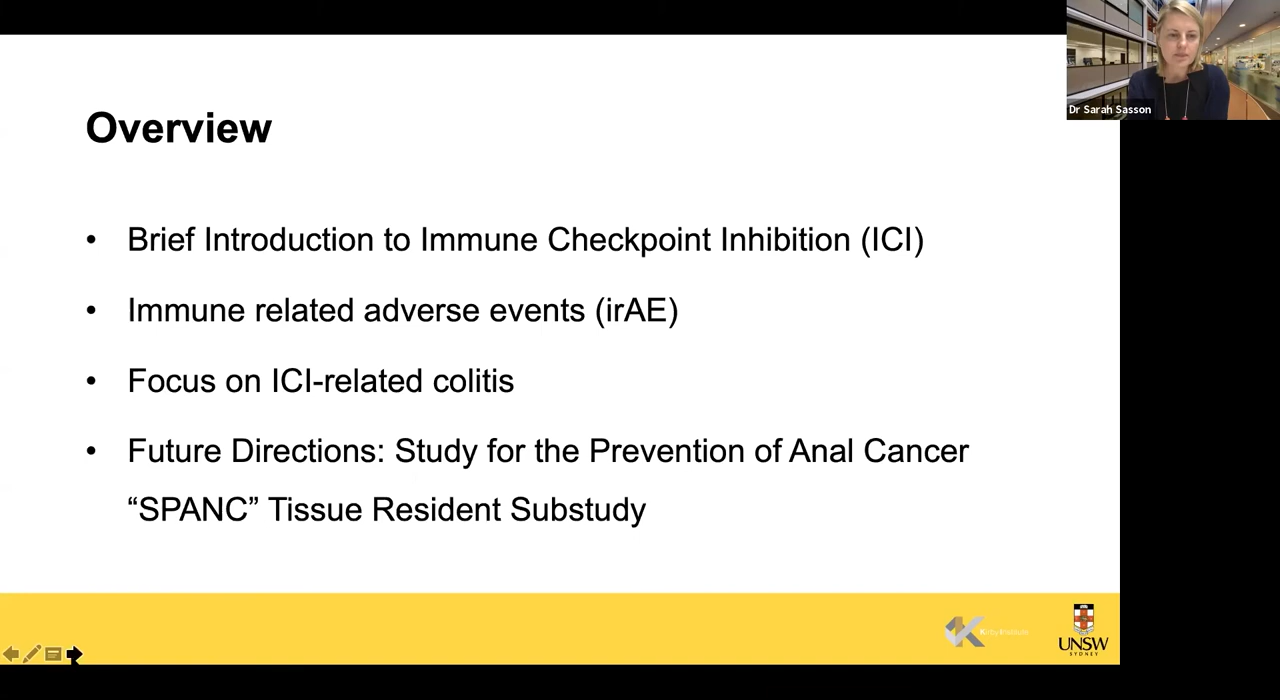 Dr Sarah Sasson
Overview
• Brief Introduction to Immune Checkpoint Inhibition (ICI)
• Immune related adverse events (irAE)
• Focus on ICI-related colitis
• Future Directions: Study for the Prevention of Anal Cancer
“SPANC” Tissue Resident Substudy
Kirby Institute
UNSW
SYDNEY